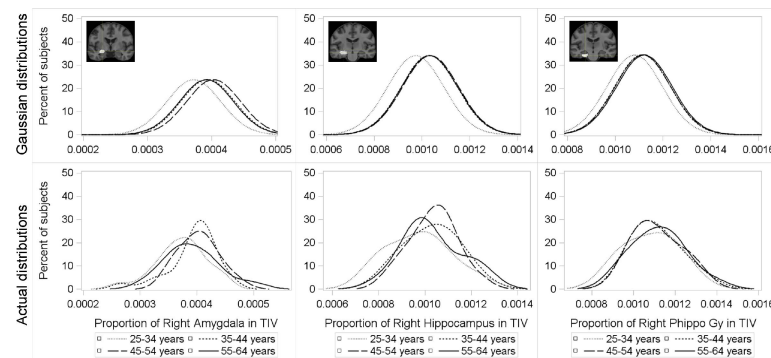 Gaussian distributions
Percent of subjects
50
40
30
20
10
0
0.0002 0.0003 0.0004 0.0005
50
40
30
20
10
0
0.0006 0.0008 0.0010 0.0012 0.0014
50
40
30
20
10
0
0.0008 0.0010 0.0012 0.0014 0.0016
Actual distributions
Percent of subjects
50
40
30
20
10
0
0.0002 0.0003 0.0004 0.0005
Proportion of Right Amygdala in TIV
25-34 years 35-44 years
45-54 years 55-64 years
50
40
30
20
10
0
0.0006 0.0008 0.0010 0.0012 0.0014
Proportion of Right Hippocampus in TIV
25-34 years 35-44 years
45-54 years 55-64 years
50
40
30
20
10
0
0.0008 0.0010 0.0012 0.0014 0.0016
Proportion of Right Phippo Gy in TIV
25-34 years 35-44 years
45-54 years 55-64 years